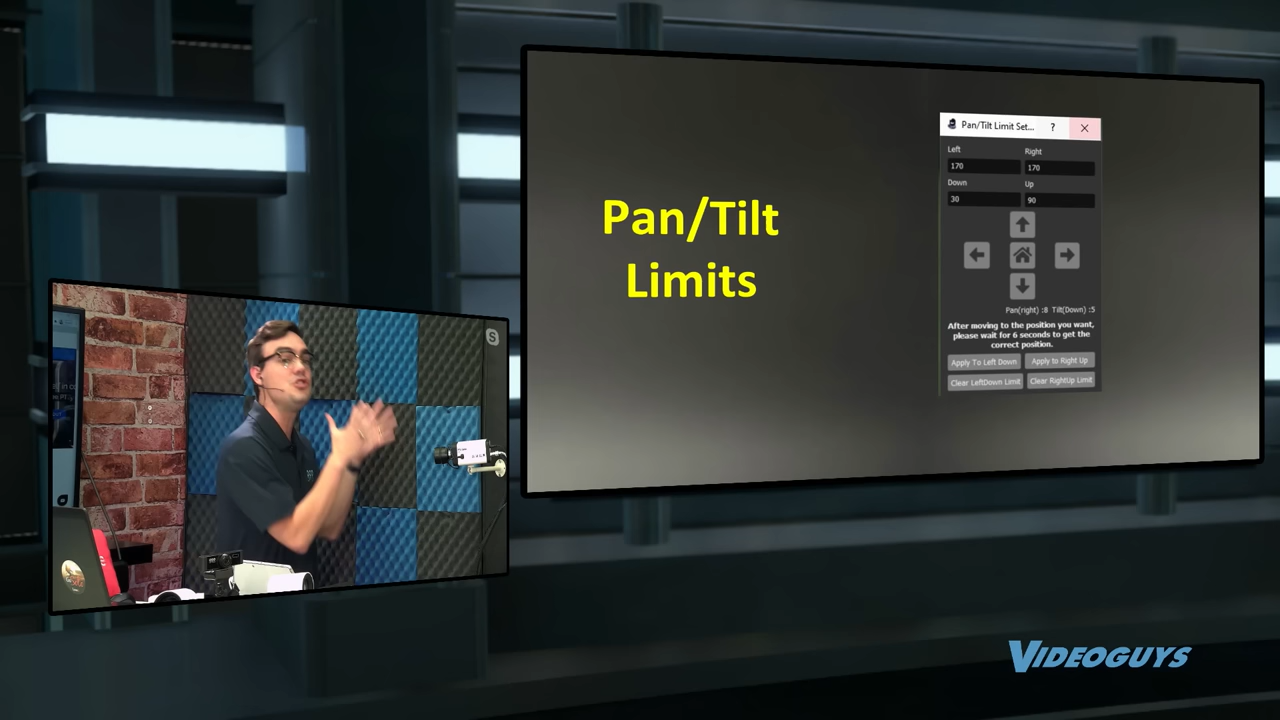 Pan/Tilt
Limits
Pan/Tilt Limit Set... ?
Left Right
170 170
Down Up
30 90
Pan(right) :8 Tilt(Down) :5
After moving to the position you want,
please wait for 6 seconds to get the
correct position.
Apply To Left Down Apply to Right Up
Clear LeftDown Limit Clear RightUp Limit
S
VIDEOGUYS